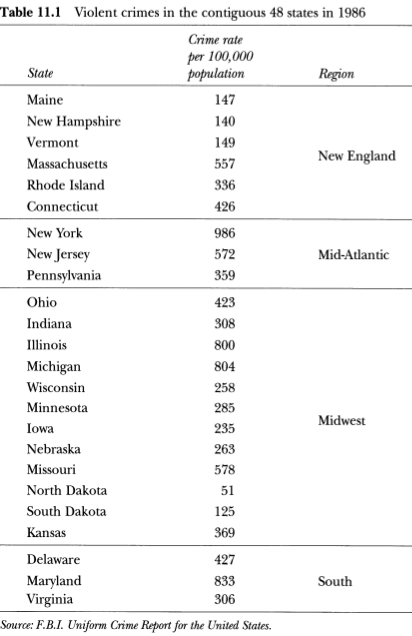 Table 11.1 Violent crimes in the contiguous 48 states in 1986
Crime rate
per 100,000
State population Region
Maine 147
New Hampshire 140
Vermont 149
New England
Massachusetts 557
Rhode Island 336
Connecticut 426
New York 986
New Jersey 572 Mid-Atlantic
Pennsylvania 359
Ohio 423
Indiana 308
Illinois 800
Michigan 804
Wisconsin 258
Minnesota 285
Midwest
Iowa 235
Nebraska 263
Missouri 578
North Dakota 51
South Dakota 125
Kansas 369
Delaware 427
Maryland 833 South
Virginia 306
Source: F.B.I. Uniform Crime Report for the United States.